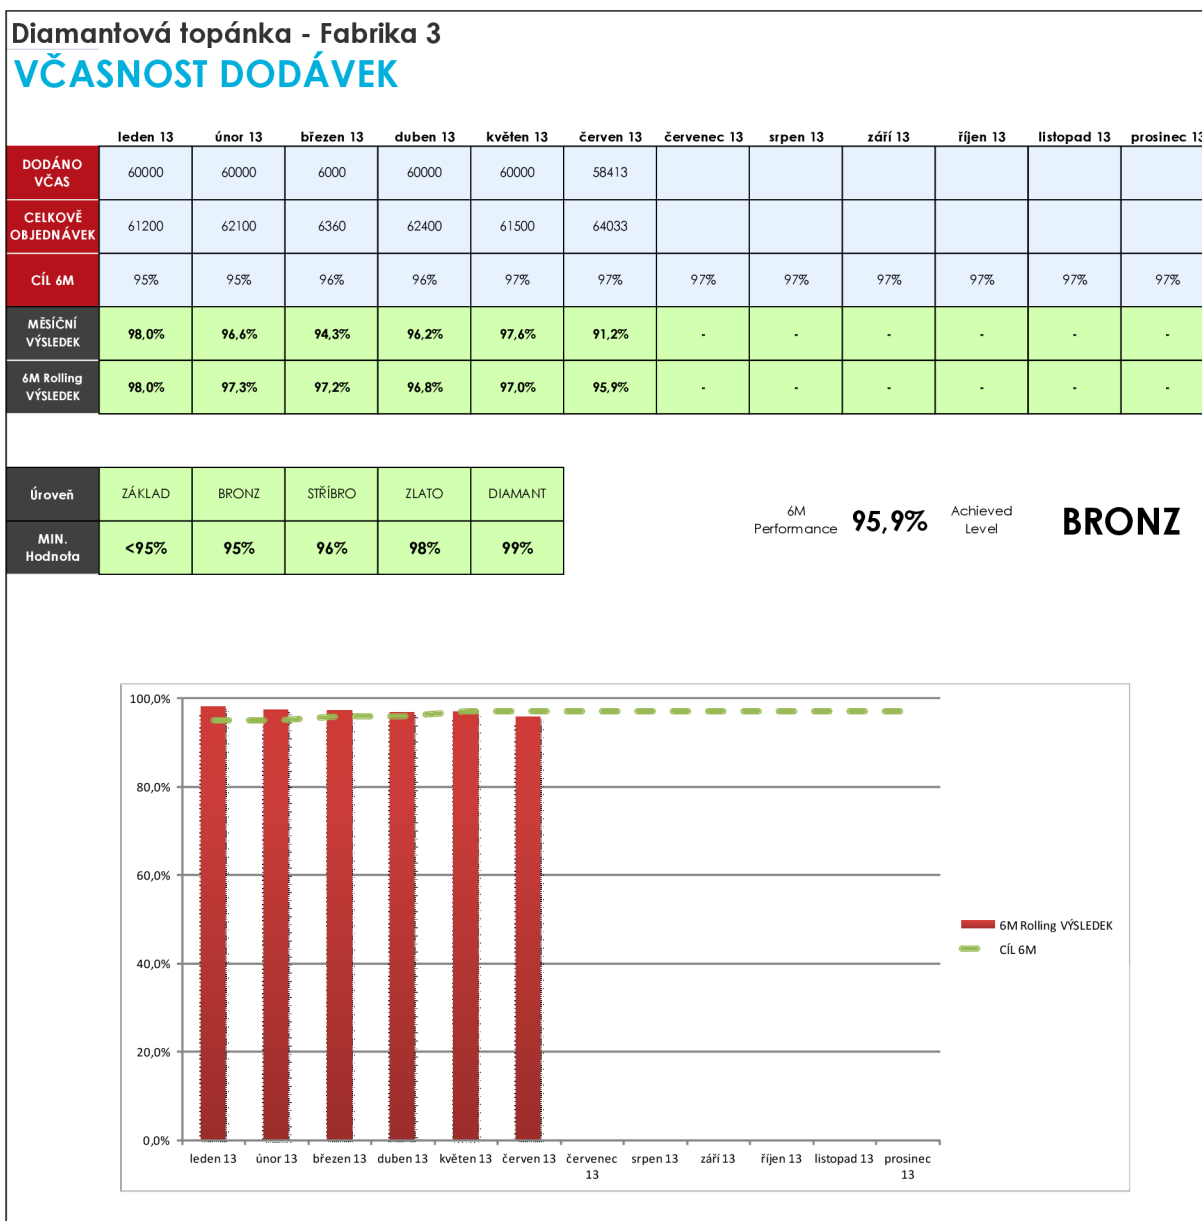 Diamantová topánka - Fabrika 3
VČASNOST DODÁVEK
leden 13 únor 13 březen 13 duben 13 květen 13 červen 13 červenec 13 srpen 13 září 13 říjen 13 listopad 13 prosinec 13
DODÁNO VČAS 60000 60000 6000 60000 60000 58413
CELKOVĚ OBJEDNÁVEK 61200 62100 6360 62400 61500 64033
CÍL 6M 95% 95% 96% 96% 97% 97% 97% 97% 97% 97% 97% 97%
MĚSÍČNÍ VÝSLEDEK 98,0% 96,6% 94,3% 96,2% 97,6% 91,2% - - - - - -
6M Rolling VÝSLEDEK 98,0% 97,3% 97,2% 96,8% 97,0% 95,9% - - - - - -
Úroveň ZÁKLAD BRONZ STŘÍBRO ZLATO DIAMANT
MIN. Hodnota <95% 95% 96% 98% 99%
6M Performance 95,9% Achieved Level BRONZ
100,0%
80,0%
60,0%
40,0%
20,0%
0,0%
leden 13 únor 13 březen 13 duben 13 květen 13 červen 13 červenec 13 srpen 13 září 13 říjen 13 listopad 13 prosinec 13
6M Rolling VÝSLEDEK
CÍL 6M